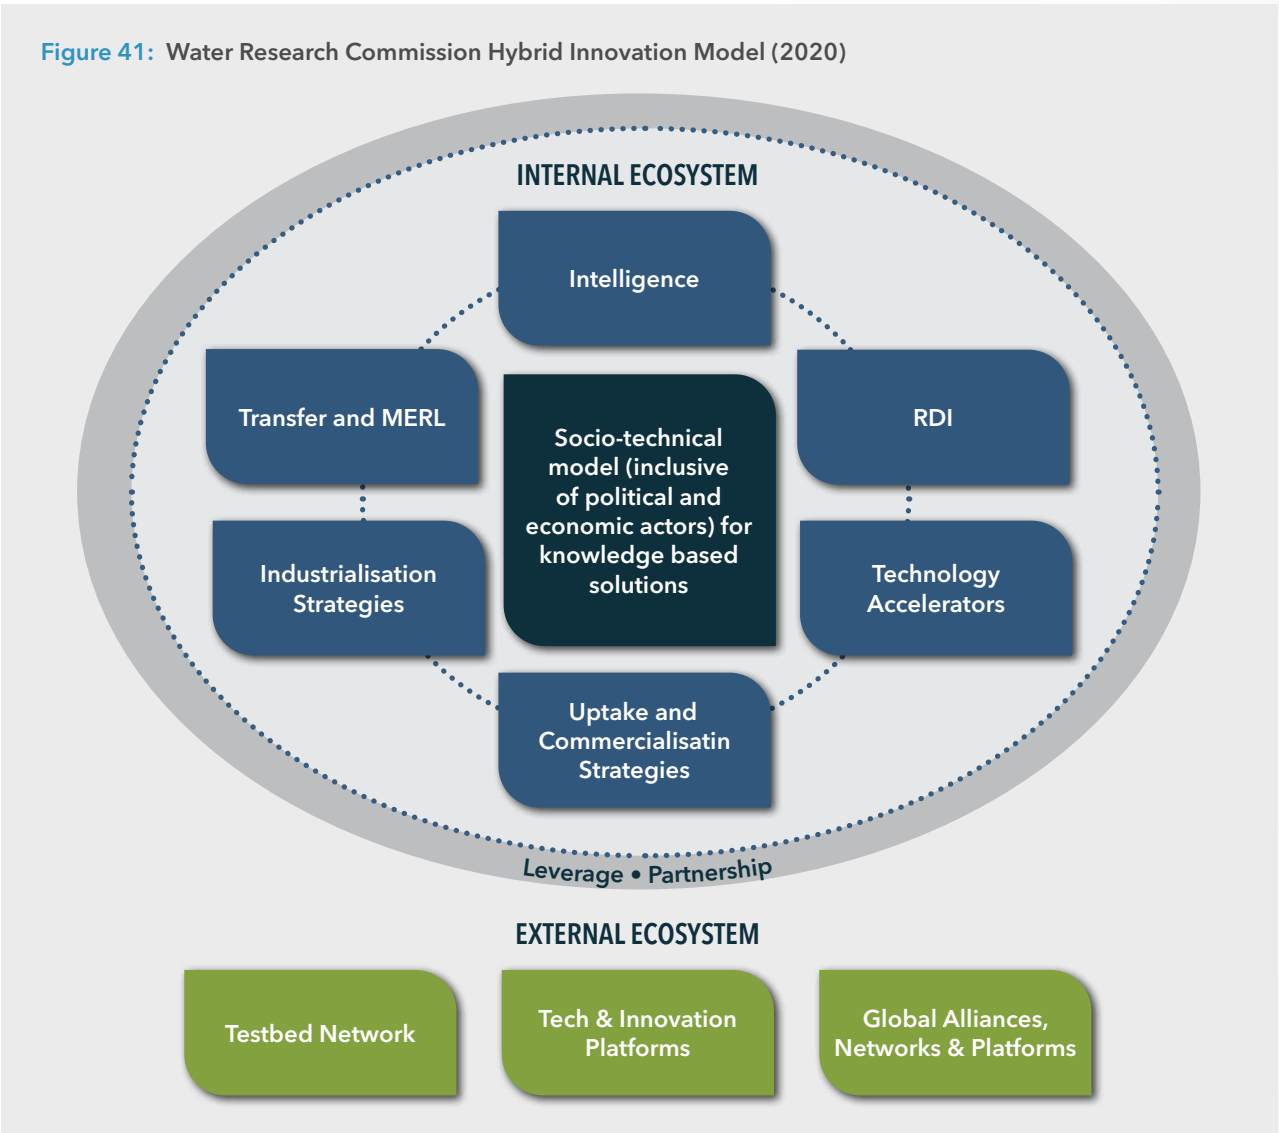 Figure 41: Water Research Commission Hybrid Innovation Model (2020)
INTERNAL ECOSYSTEM
Intelligence
Transfer and MERL
RDI
Socio-technical
model (inclusive
of political and
economic actors) for
knowledge based
solutions
Industrialisation
Strategies
Technology
Accelerators
Uptake and
Commercialisatin
Strategies
Leverage • Partnership
EXTERNAL ECOSYSTEM
Testbed Network
Tech & Innovation
Platforms
Global Alliances,
Networks & Platforms